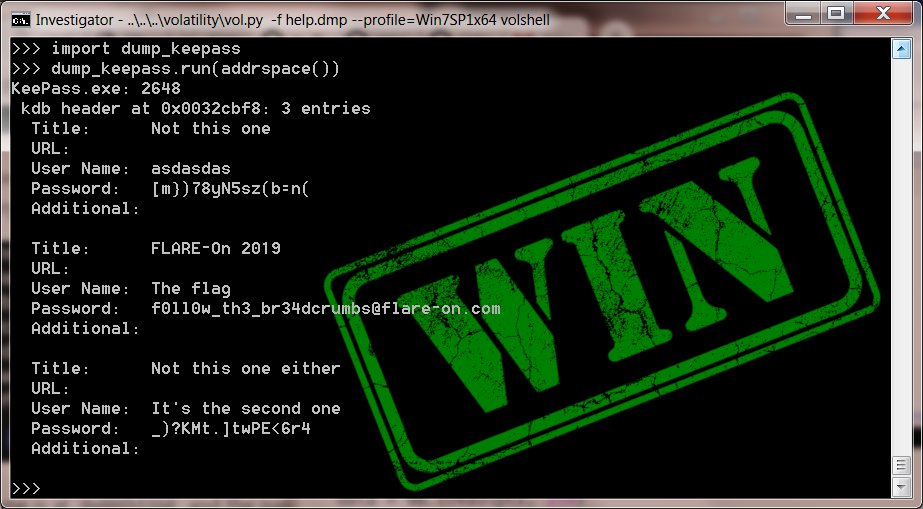 Investigator - ..\..\..\volatility\vol.py -f help.dmp --profile=Win7SP1x64 volshell
>>> import dump_keepass
>>> dump_keepass.run(addrspace())
KeePass.exe: 2648
kdb header at 0x0032cbf8: 3 entries
Title: Not this one
URL:
User Name: asdasdas
Password: [m})78yN5sz(b=n(
Additional:
Title: FLARE-On 2019
URL:
User Name: The flag
Password: f0ll0w_th3_br34dcrumbs@flare-on.com
Additional:
Title: Not this one either
URL:
User Name: It's the second one
Password: _)?KMt.]twPE<6r4
Additional:
>>>
WIN